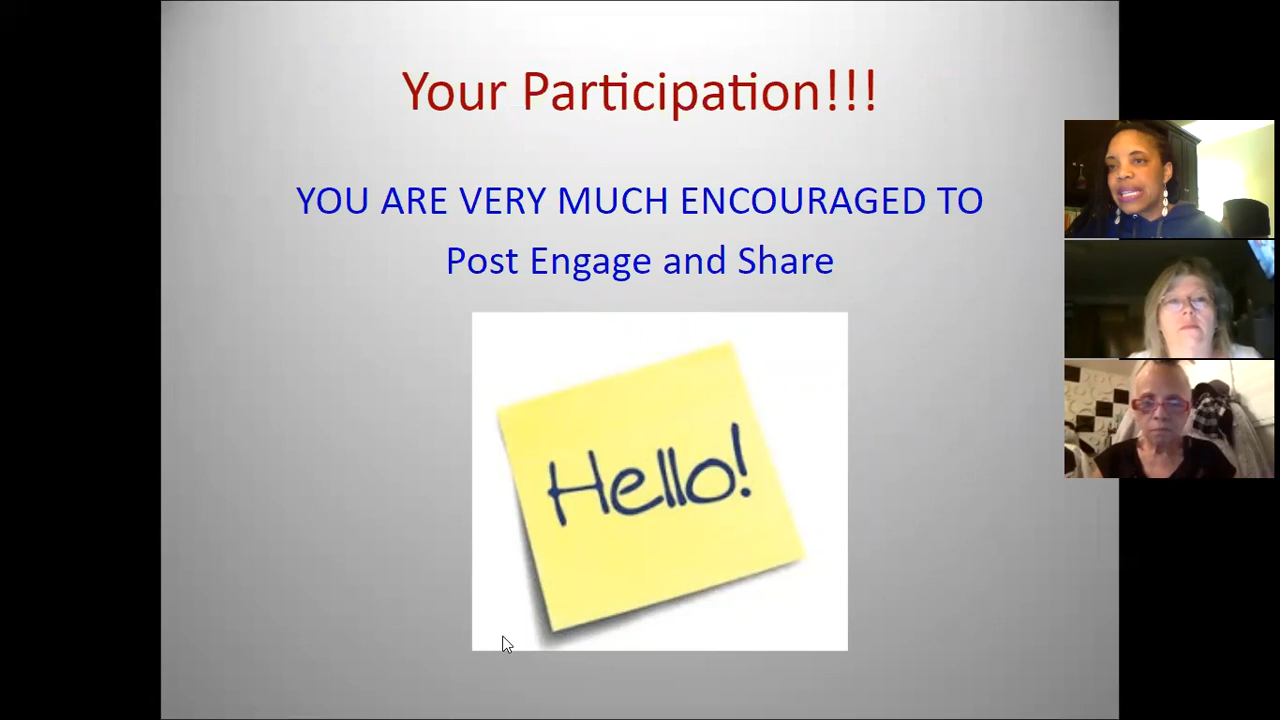 Your Participation!!!
YOU ARE VERY MUCH ENCOURAGED TO
Post Engage and Share
Hello!